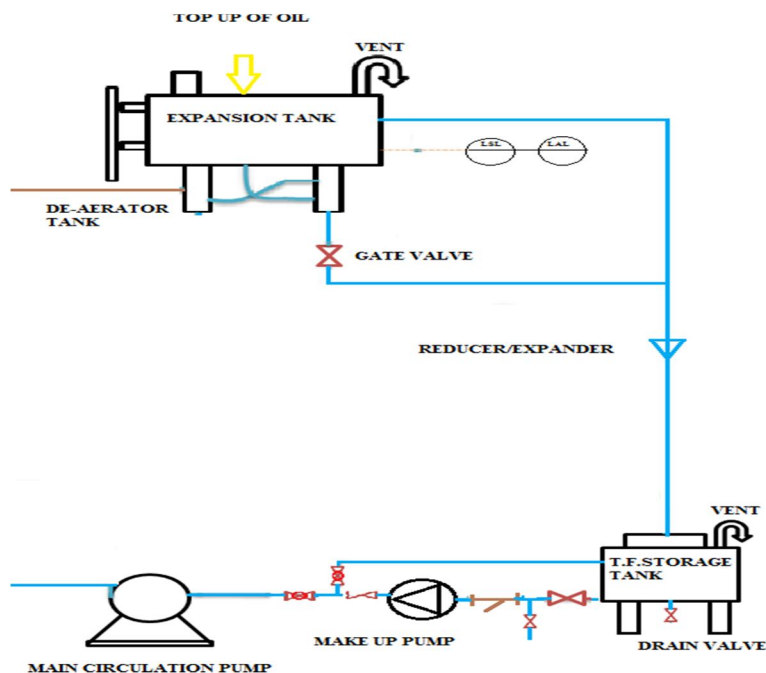 TOP UP OF OIL
VENT
EXPANSION TANK
LSL
LAL
DE-AERATOR
TANK
GATE VALVE
REDUCER/EXPANDER
VENT
T.F.STORAGE
TANK
MAKE UP PUMP
DRAIN VALVE
MAIN CIRCULATION PUMP